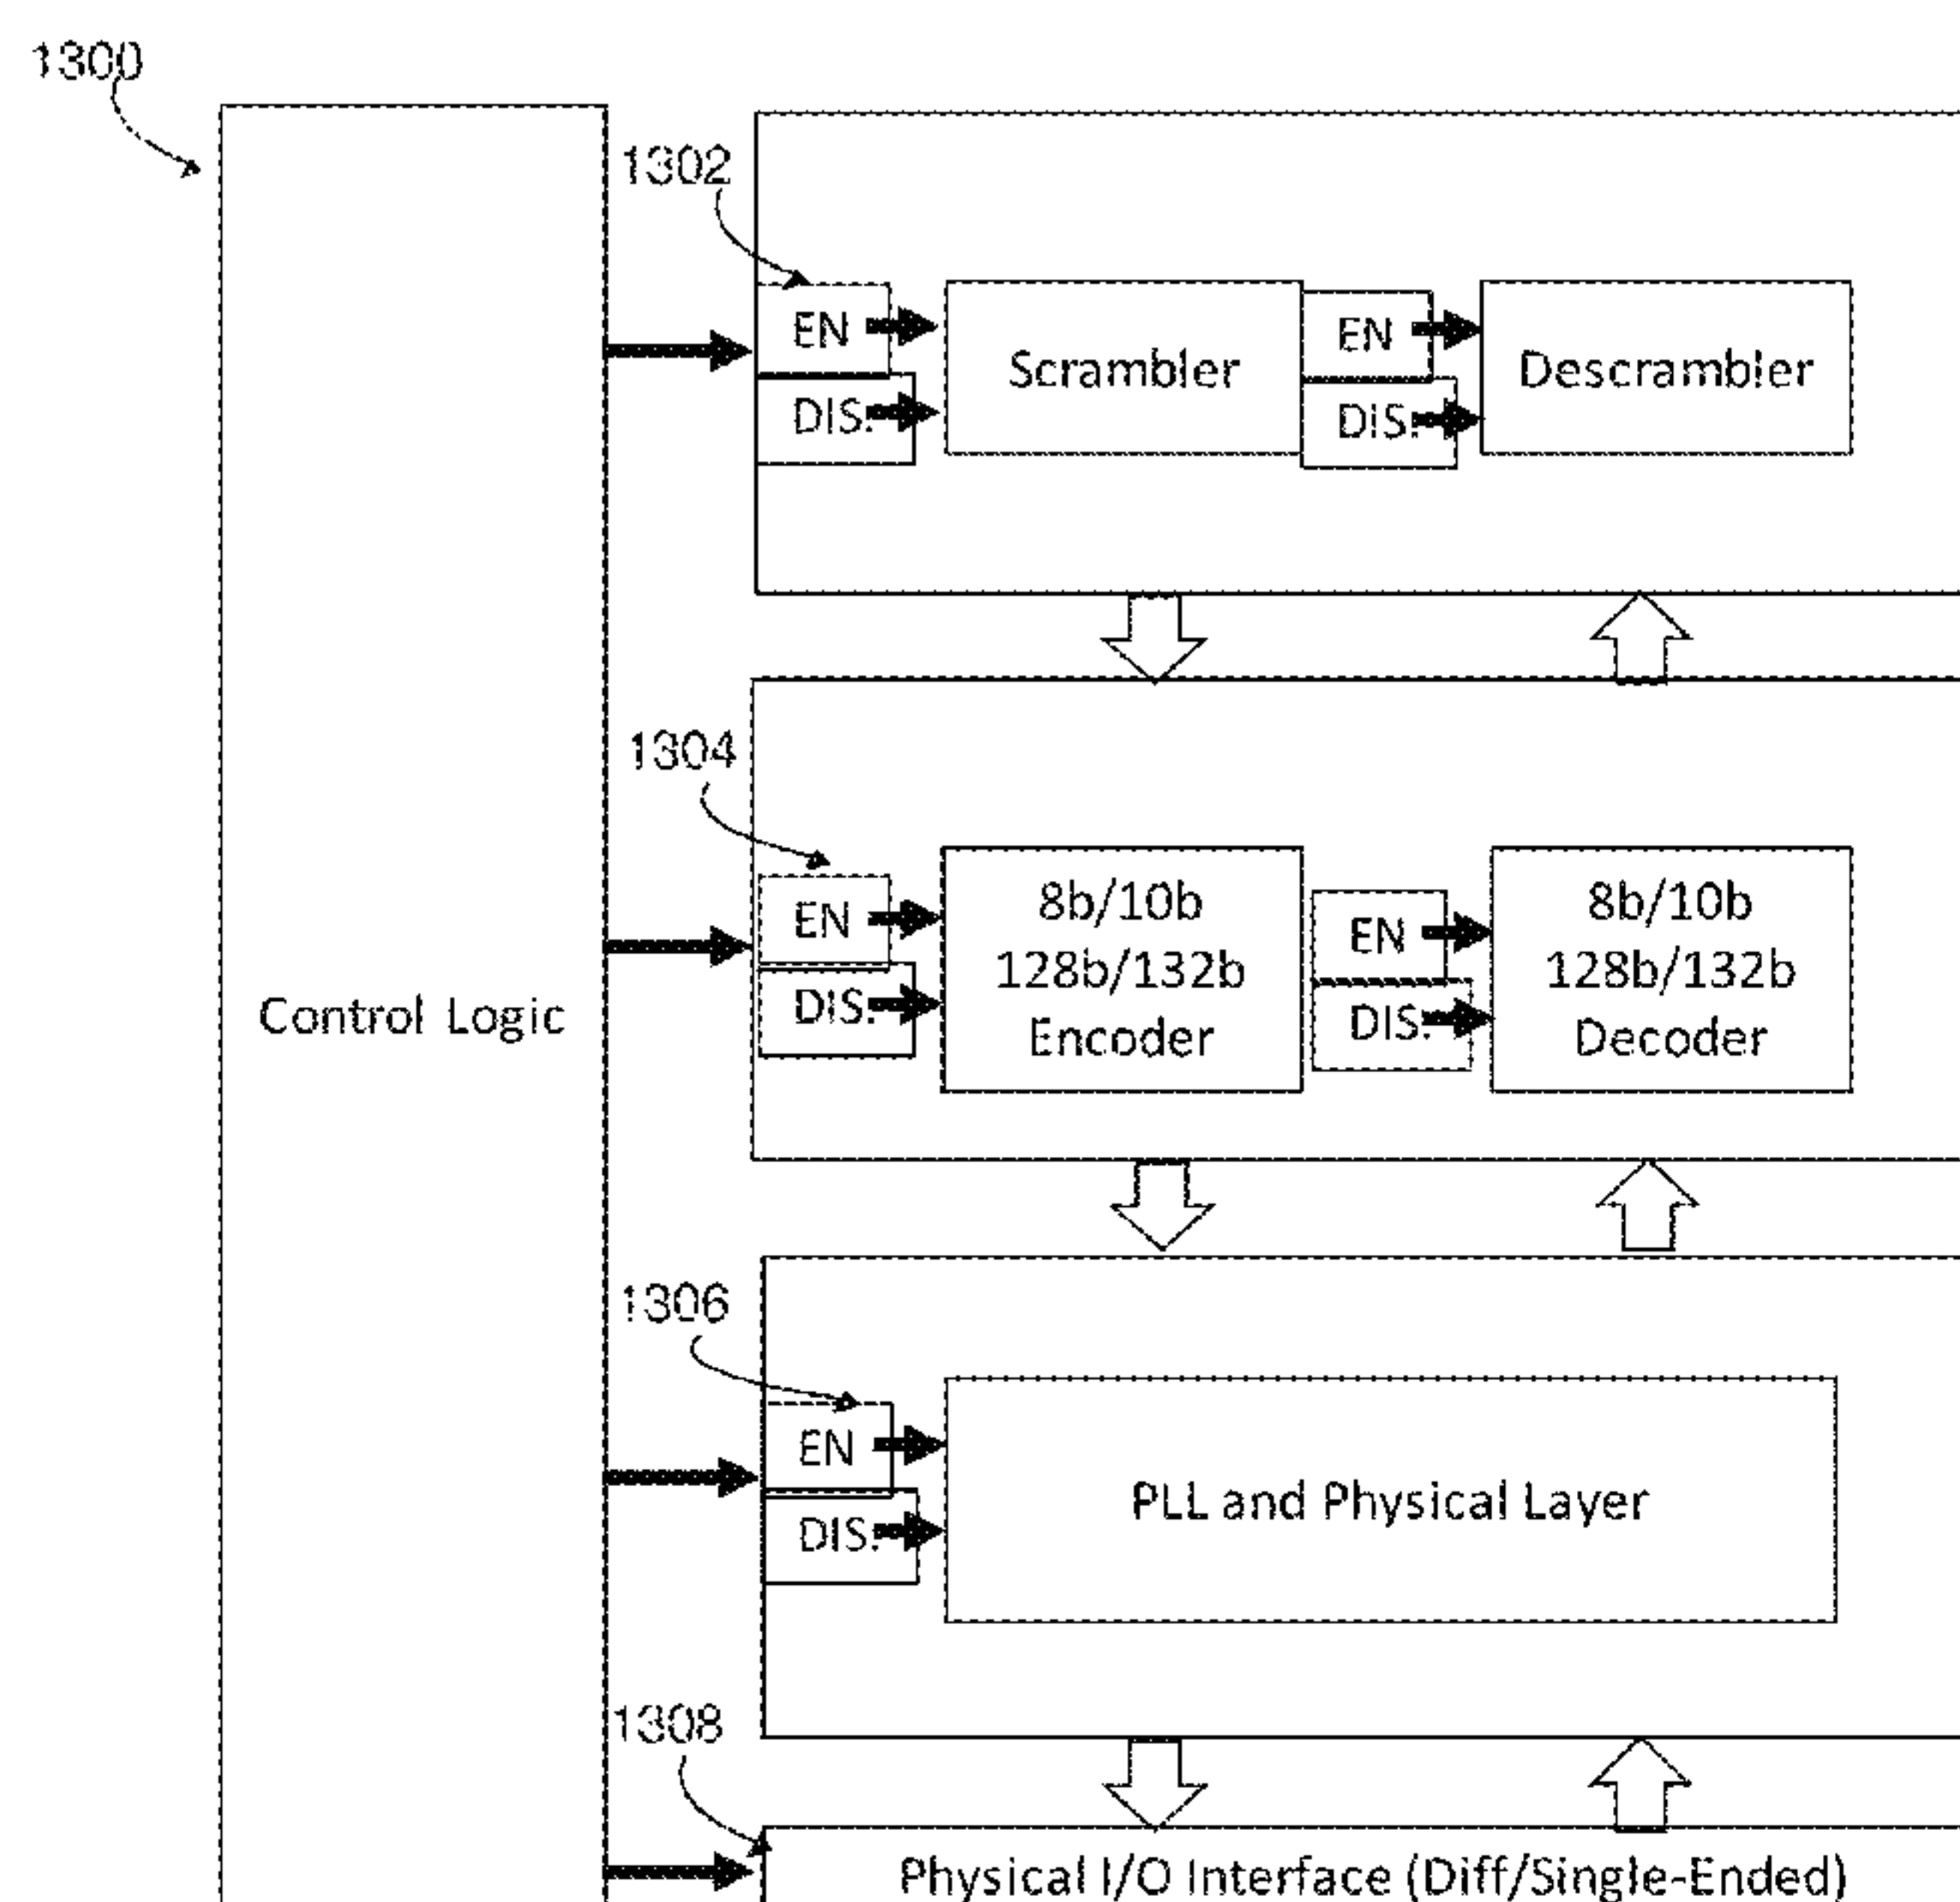 1300
1302
EN
Scrambler
EN
Descrambler
DIS.
DIS.
1304
EN
8b/10b
128b/132b
Encoder
EN
8b/10b
128b/132b
Decoder
DIS.
DIS.
Control Logic
1306
EN
PLL and Physical Layer
DIS.
1308
Physical I/O Interface (Diff/Single-Ended)